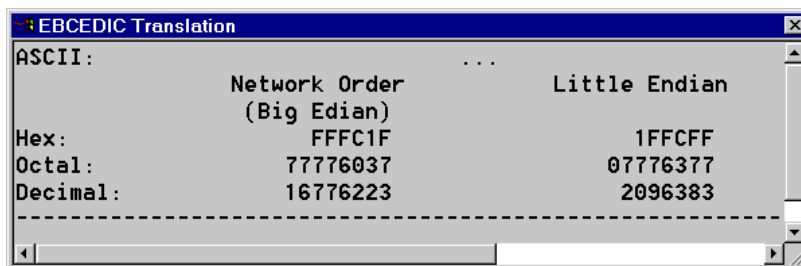 EBCEDIC Translation
ASCII: ...
Network Order Little Endian
(Big Edian)
Hex: FFFC1F 1FFCFF
Octal: 77776037 07776377
Decimal: 16776223 2096383